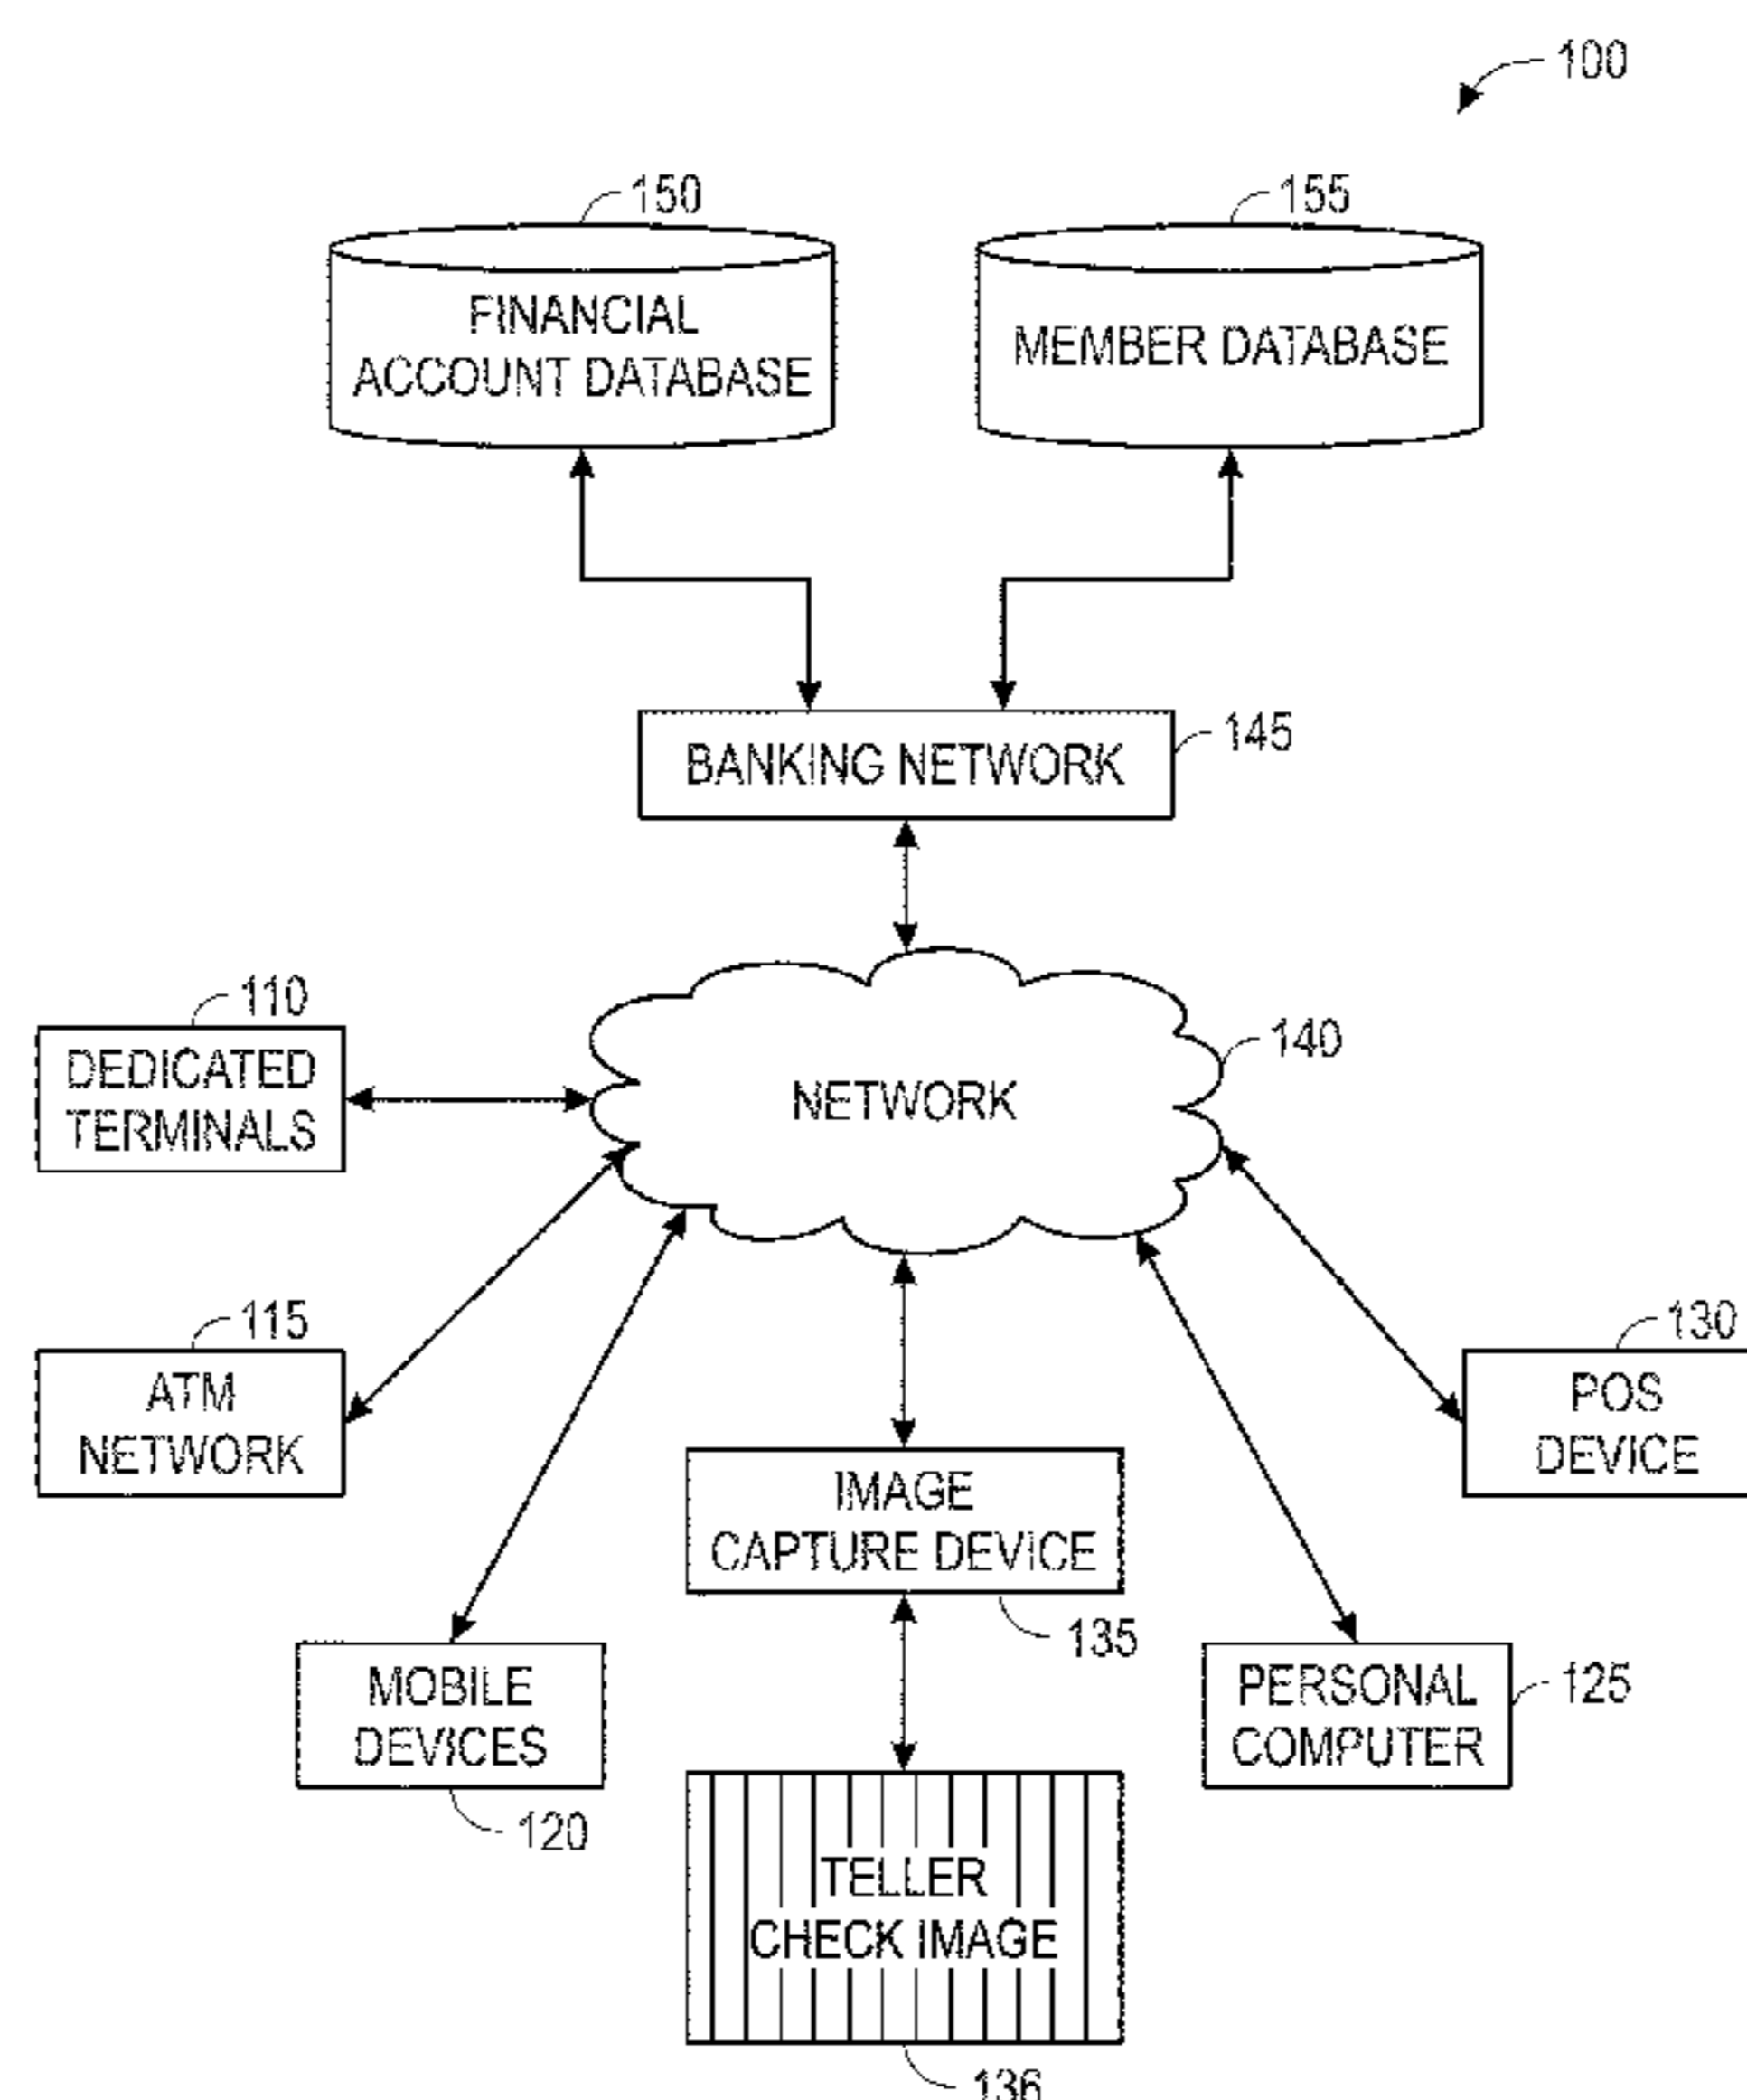 100
150
155
FINANCIAL
ACCOUNT DATABASE
MEMBER DATABASE
BANKING NETWORK
145
110
DEDICATED
TERMINALS
NETWORK
140
115
ATM
NETWORK
130
POS
DEVICE
IMAGE
CAPTURE DEVICE
135
MOBILE
DEVICES
120
PERSONAL
COMPUTER
125
TELLER
CHECK IMAGE
136